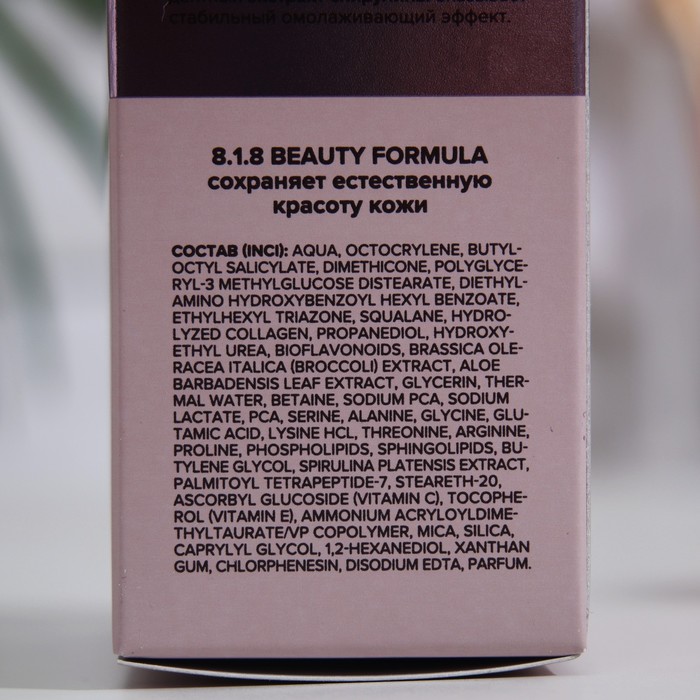 стабильный омолаживающий эффект.
8.1.8 BEAUTY FORMULA
сохраняет естественную
красоту кожи
СОСТАВ (INCI): AQUA, OCTOCRYLENE, BUTYL-
OCTYL SALICYLATE, DIMETHICONE, POLYGLYCE-
RYL-3 METHYLGLUCOSE DISTEARATE, DIETHYL-
AMINO HYDROXYBENZOYL HEXYL BENZOATE,
ETHYLHEXYL TRIAZONE, SQUALANE, HYDRO-
LYZED COLLAGEN, PROPANEDIOL, HYDROXY-
ETHYL UREA, BIOFLAVONOIDS, BRASSICA OLE-
RACEA ITALICA (BROCCOLI) EXTRACT, ALOE
BARBADENSIS LEAF EXTRACT, GLYCERIN, THER-
MAL WATER, BETAINE, SODIUM PCA, SODIUM
LACTATE, PCA, SERINE, ALANINE, GLYCINE, GLU-
TAMIC ACID, LYSINE HCL, THREONINE, ARGININE,
PROLINE, PHOSPHOLIPIDS, SPHINGOLIPIDS, BU-
TYLENE GLYCOL, SPIRULINA PLATENSIS EXTRACT,
PALMITOYL TETRAPEPTIDE-7, STEARETH-20,
ASCORBYL GLUCOSIDE (VITAMIN C), TOCOPHE-
ROL (VITAMIN E), AMMONIUM ACRYLOYLDIME-
THYLTAURATE/VP COPOLYMER, MICA, SILICA,
CAPRYLYL GLYCOL, 1,2-HEXANEDIOL, XANTHAN
GUM, CHLORPHENESIN, DISODIUM EDTA, PARFUM.